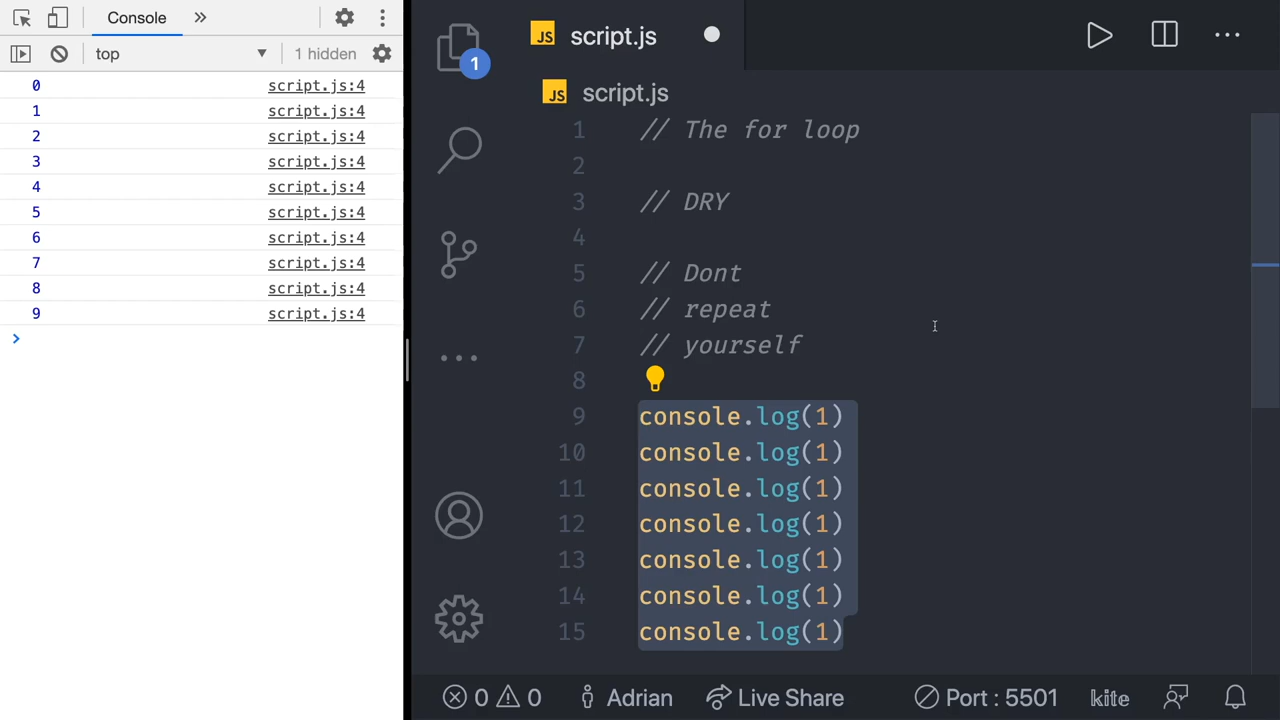 Console
top
1 hidden
0 script.js:4
1 script.js:4
2 script.js:4
3 script.js:4
4 script.js:4
5 script.js:4
6 script.js:4
7 script.js:4
8 script.js:4
9 script.js:4
1
JS script.js
JS script.js
1 // The for loop
2
3 // DRY
4
5 // Dont
6 // repeat
7 // yourself
8
9 console.log(1)
10 console.log(1)
11 console.log(1)
12 console.log(1)
13 console.log(1)
14 console.log(1)
15 console.log(1)
0 0 Adrian Live Share Port : 5501 kite